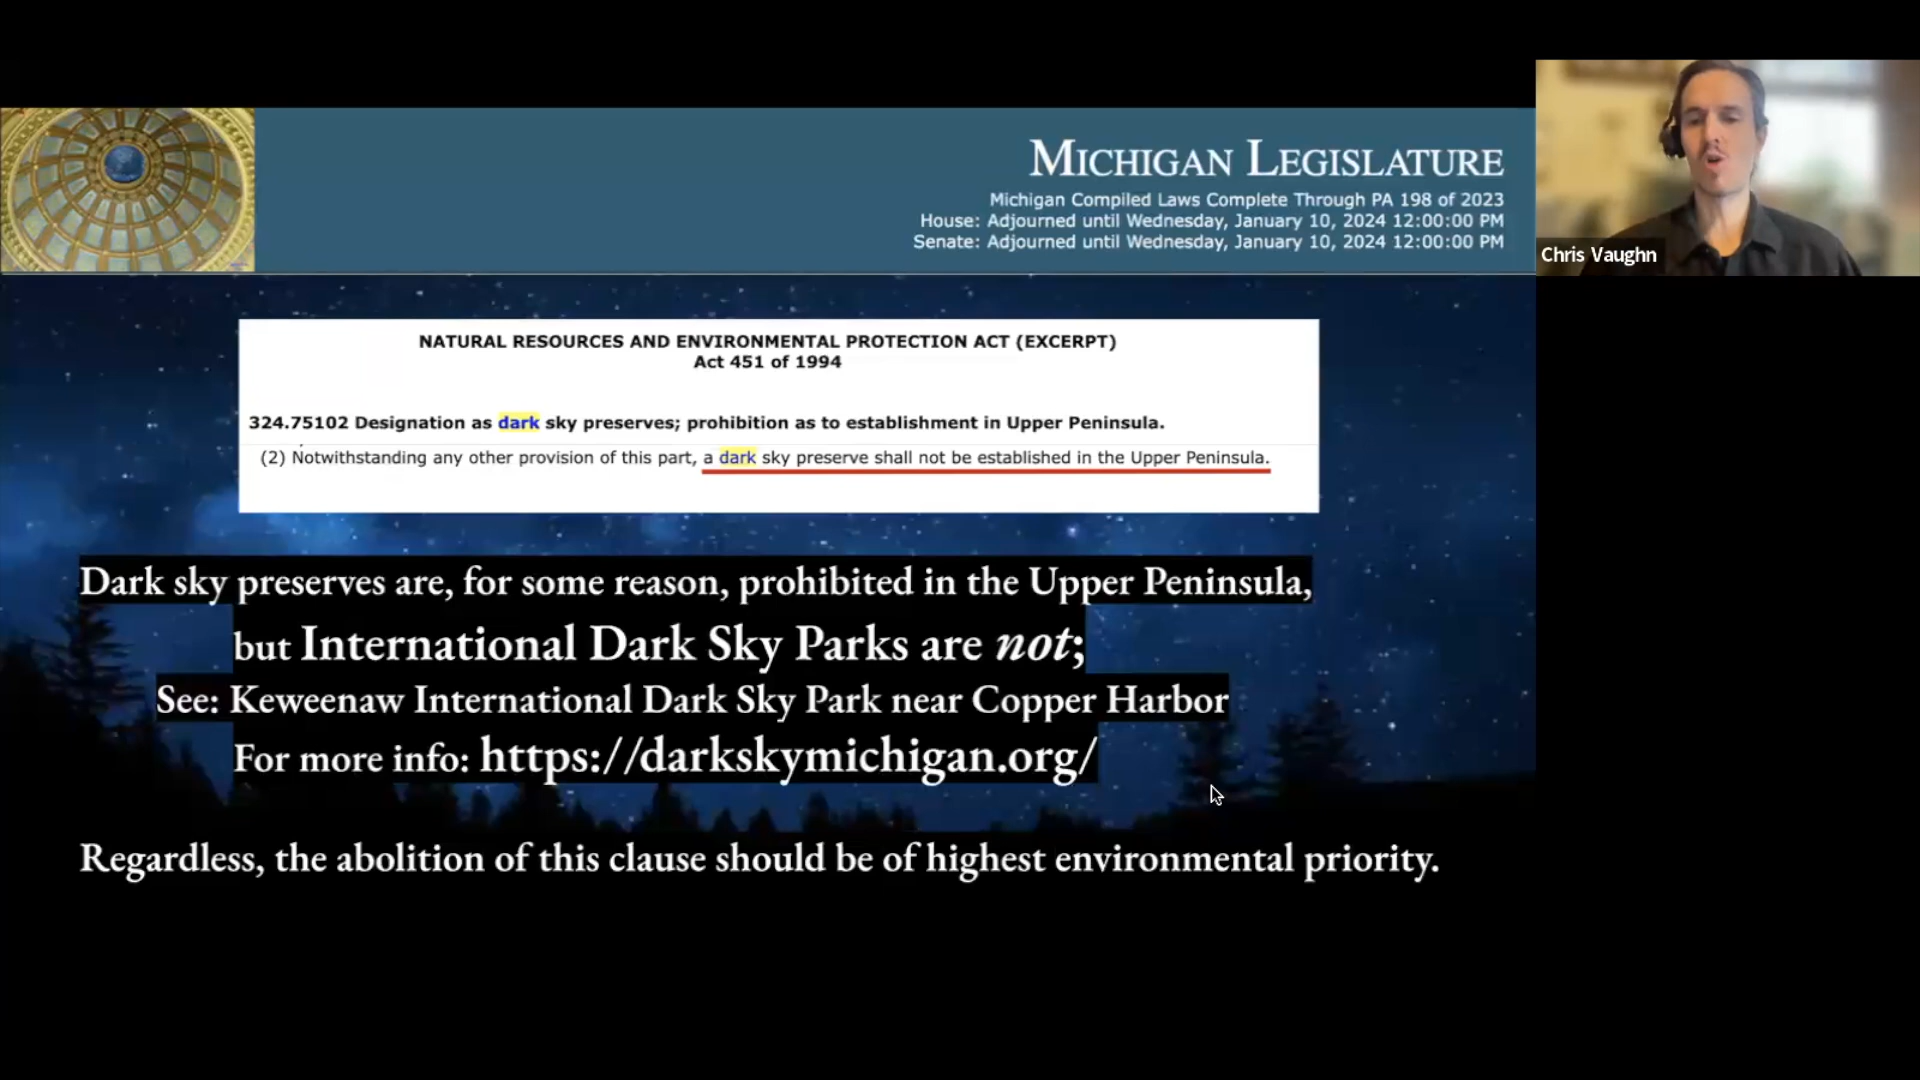 MICHIGAN LEGISLATURE
Michigan Compiled Laws Complete Through PA 198 of 2023
House: Adjourned until Wednesday, January 10, 2024 12:00:00 PM
Senate: Adjourned until Wednesday, January 10, 2024 12:00:00 PM
Chris Vaughn
NATURAL RESOURCES AND ENVIRONMENTAL PROTECTION ACT (EXCERPT)
Act 451 of 1994
324.75102 Designation as dark sky preserves; prohibition as to establishment in Upper Peninsula.
(2) Notwithstanding any other provision of this part, a dark sky preserve shall not be established in the Upper Peninsula.
Dark sky preserves are, for some reason, prohibited in the Upper Peninsula,
but International Dark Sky Parks are not;
See: Keweenaw International Dark Sky Park near Copper Harbor
For more info: https://darkskymichigan.org/
Regardless, the abolition of this clause should be of highest environmental priority.